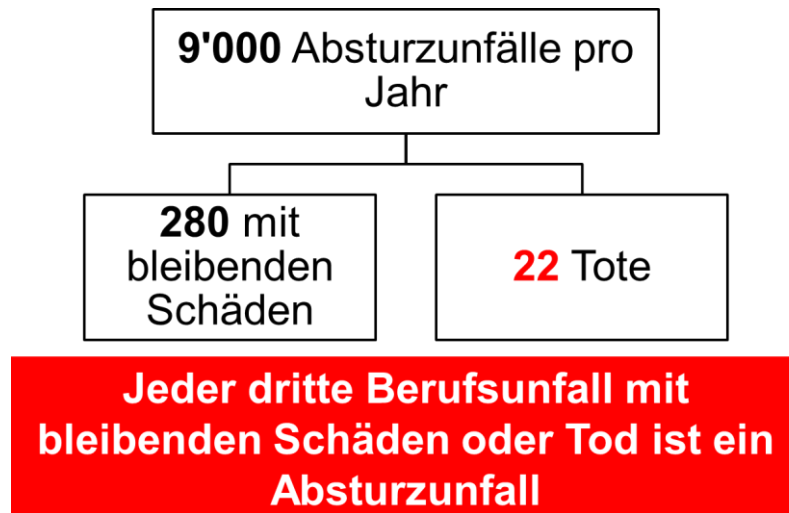 9'000 Absturzunfälle pro
Jahr
280 mit
bleibenden
Schäden
22 Tote
Jeder dritte Berufsunfall mit
bleibenden Schäden oder Tod ist ein
Absturzunfall